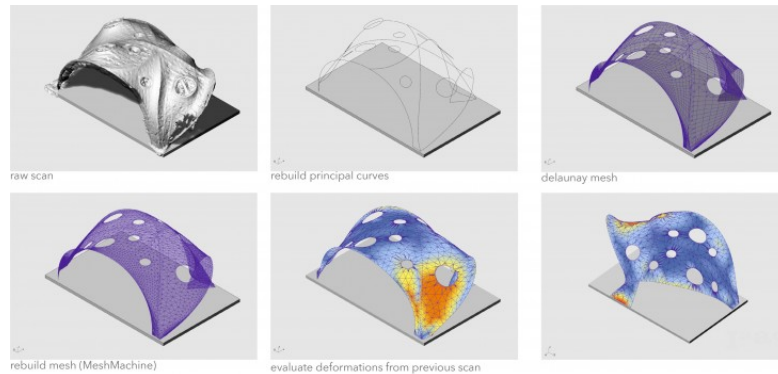 raw scan
rebuild principal curves
delaunay mesh
rebuild mesh (MeshMachine)
evaluate deformations from previous scan